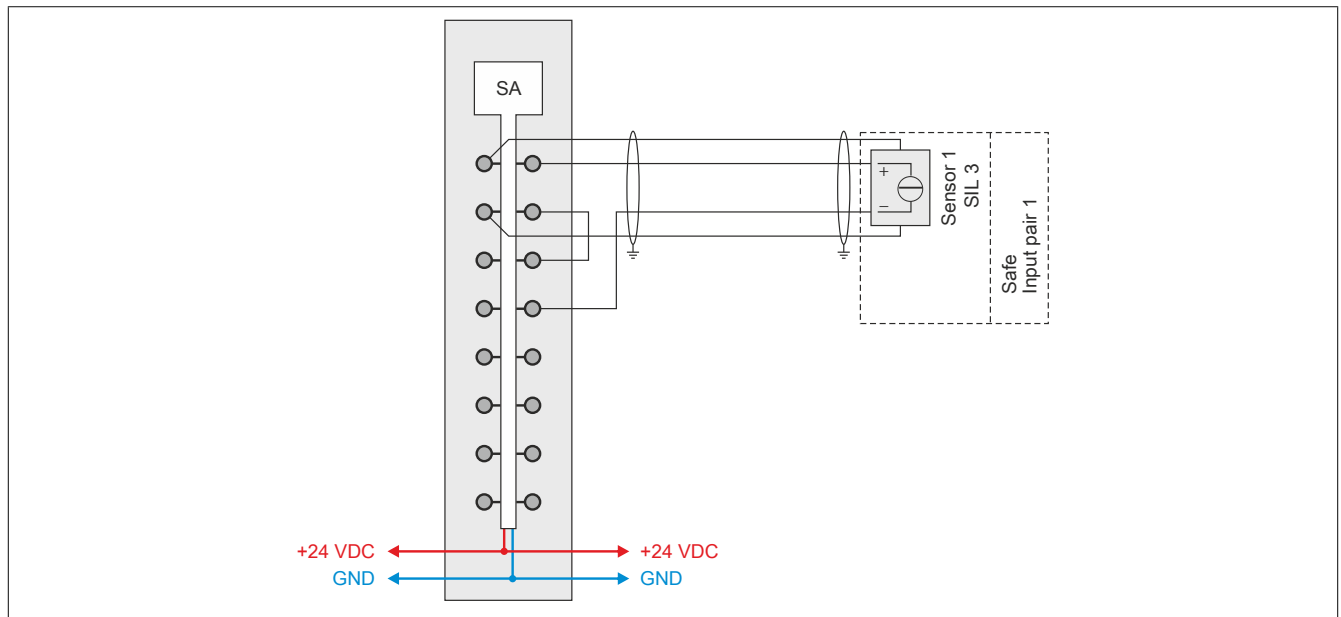 SA
+
−
Sensor 1
SIL 3
Safe
Input pair 1
+24 VDC
+24 VDC
GND
GND